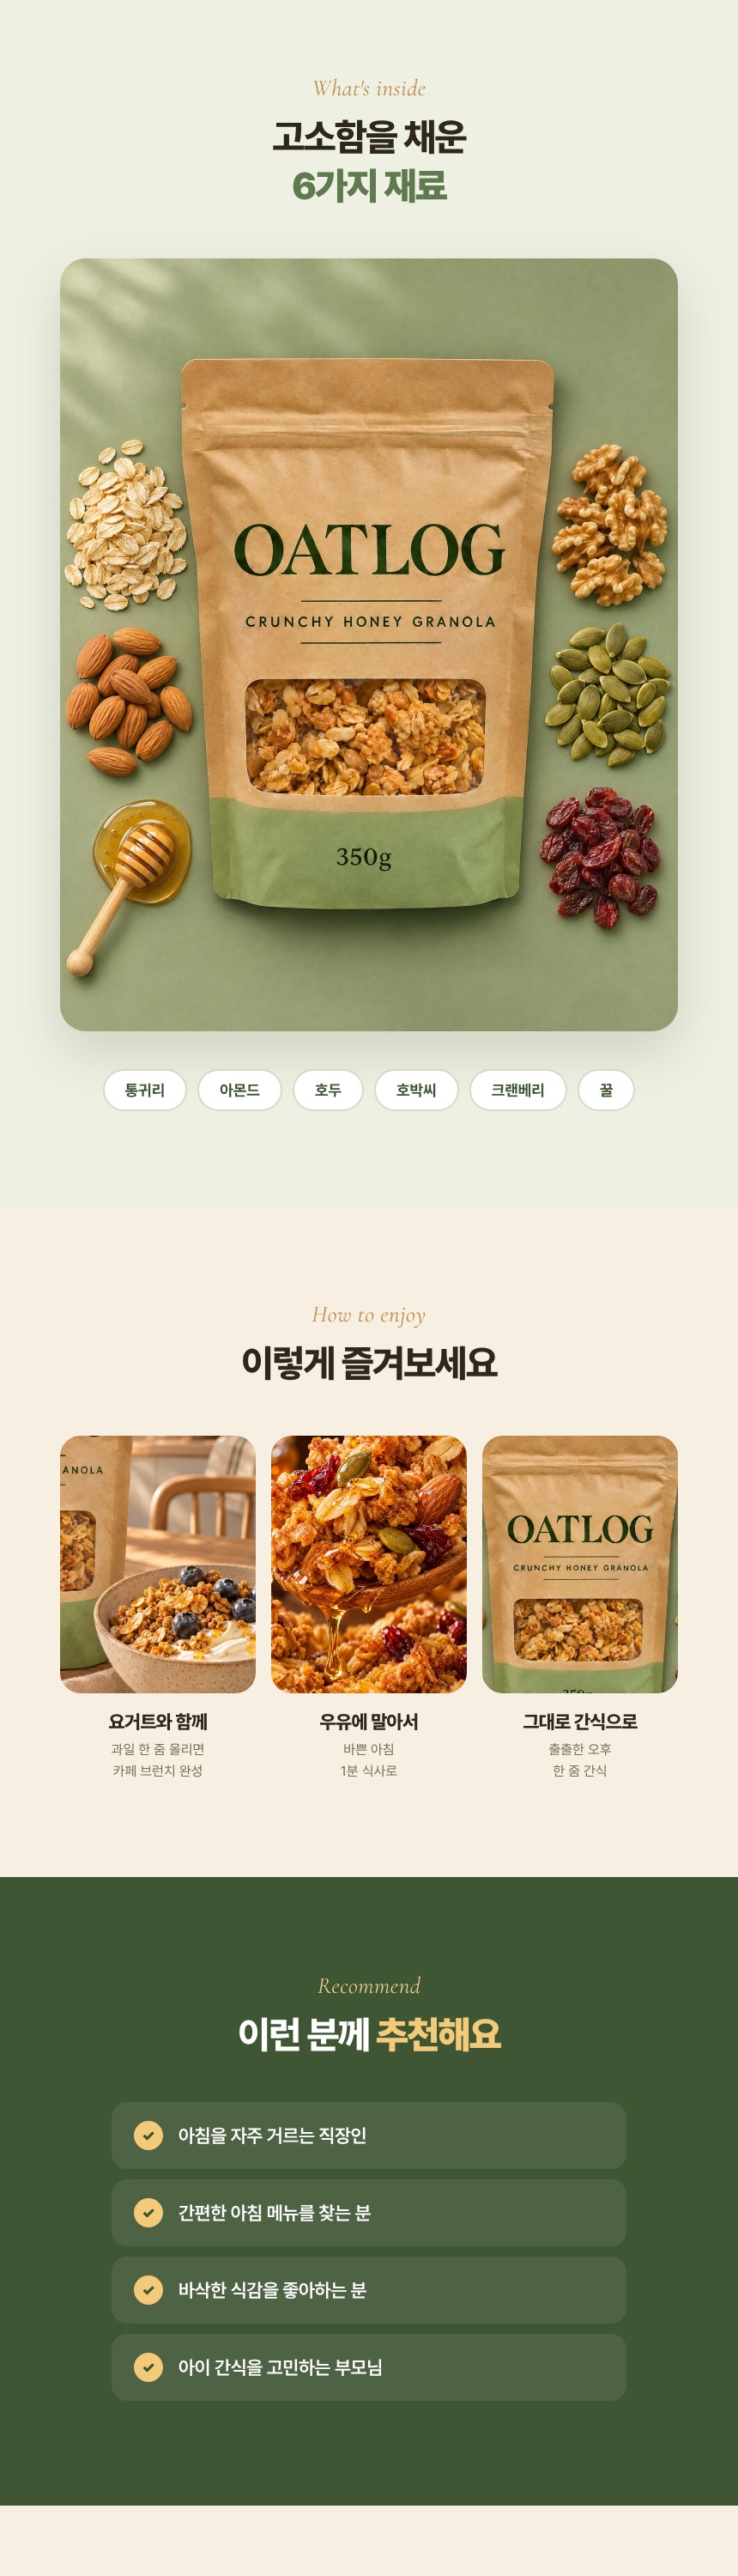 What's inside
고소함을 채운
6가지 재료
OATLOG
CRUNCHY HONEY GRANOLA
350g
통귀리
아몬드
호두
호박씨
크랜베리
꿀
How to enjoy
이렇게 즐겨보세요
ANOLA
OATLOG
CRUNCHY HONEY GRANOLA
요거트와 함께
과일 한 줌 올리면
카페 브런치 완성
우유에 말아서
바쁜 아침
1분 식사로
그대로 간식으로
출출한 오후
한 줌 간식
Recommend
이런 분께 추천해요
아침을 자주 거르는 직장인
간편한 아침 메뉴를 찾는 분
바삭한 식감을 좋아하는 분
아이 간식을 고민하는 부모님